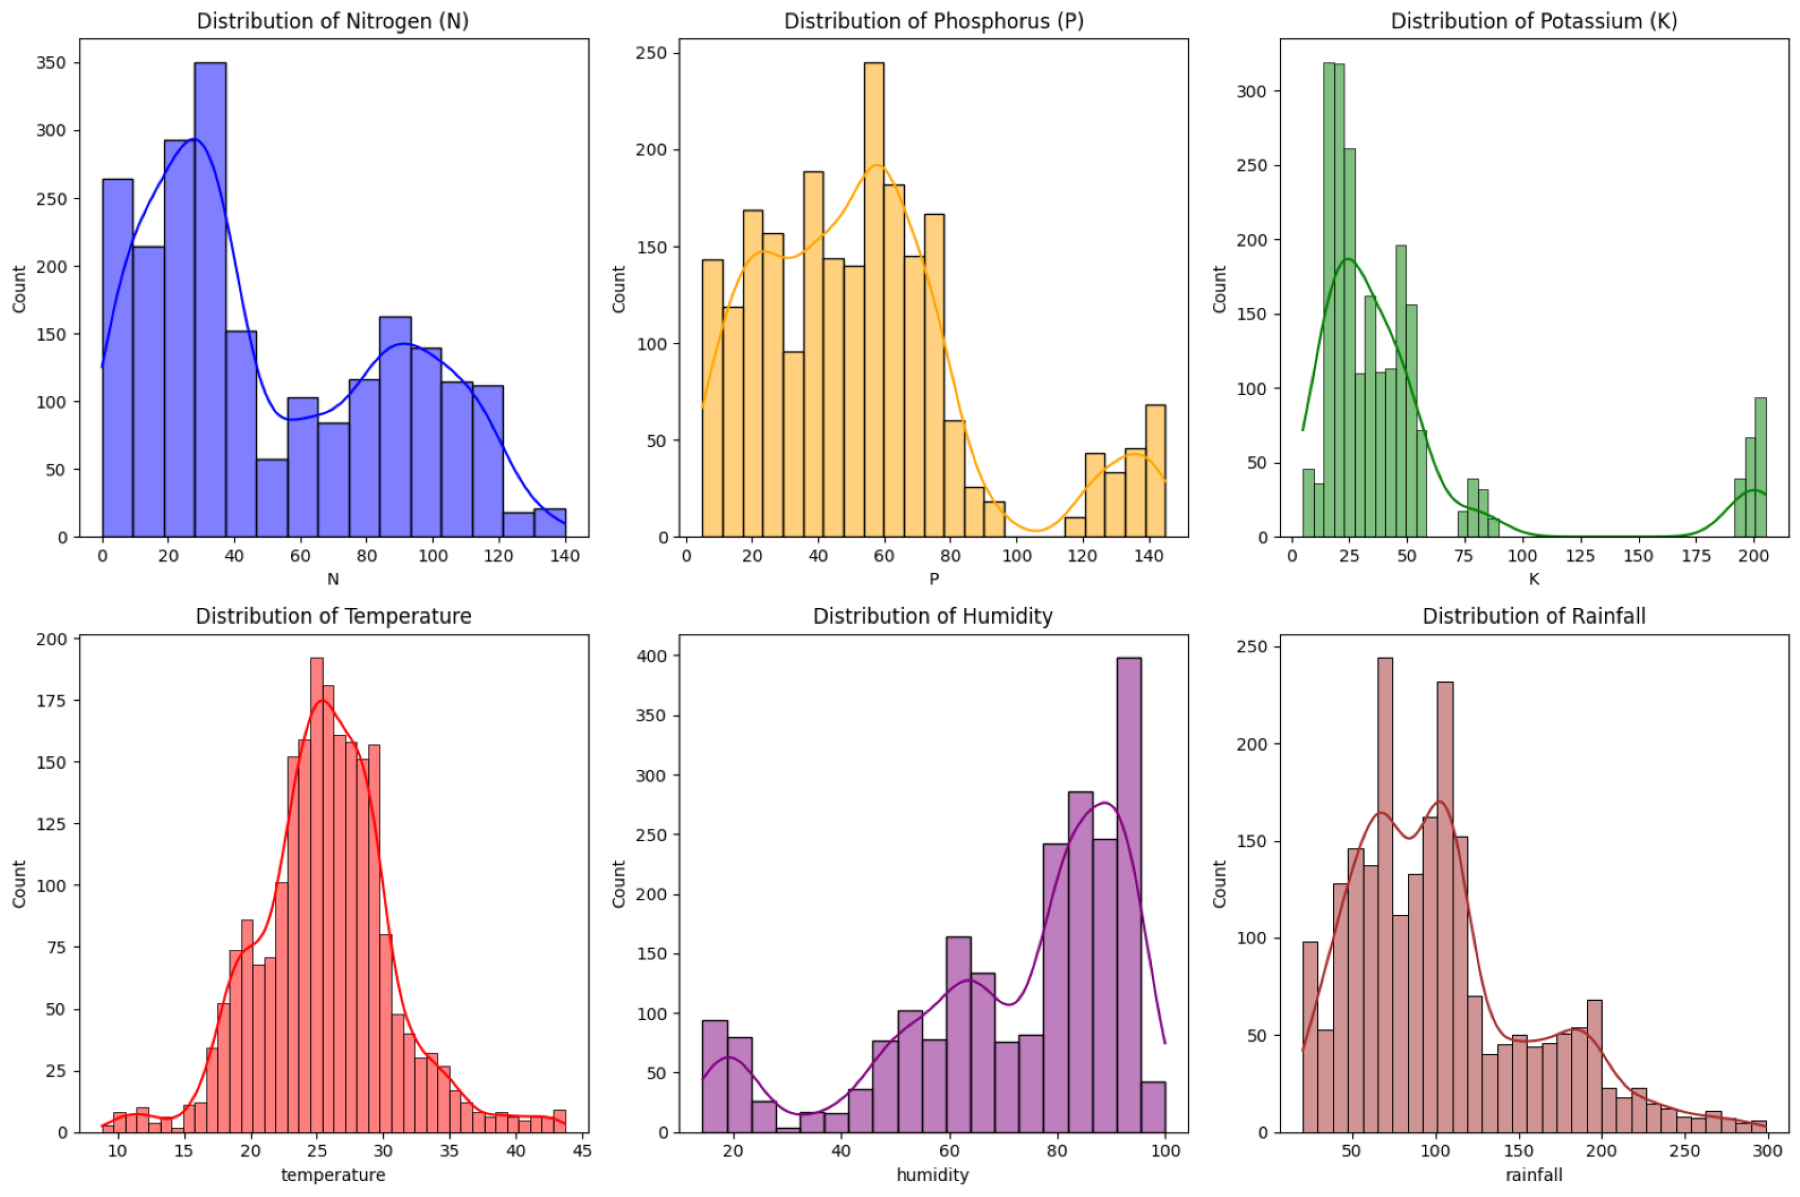 Distribution of Nitrogen (N)
350
300
250
200
150
100
50
0
Count
0 20 40 60 80 100 120 140
N
Distribution of Phosphorus (P)
250
200
150
100
50
0
Count
0 20 40 60 80 100 120 140
P
Distribution of Potassium (K)
300
250
200
150
100
50
0
Count
0 25 50 75 100 125 150 175 200
K
Distribution of Temperature
200
175
150
125
100
75
50
25
0
Count
10 15 20 25 30 35 40 45
temperature
Distribution of Humidity
400
350
300
250
200
150
100
50
0
Count
20 40 60 80 100
humidity
Distribution of Rainfall
250
200
150
100
50
0
Count
50 100 150 200 250 300
rainfall